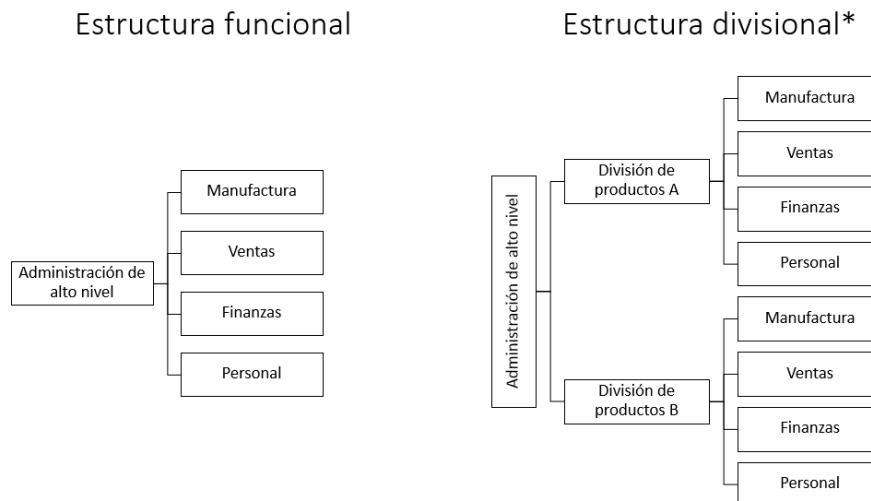 Estructura funcional
Administración de
alto nivel
Manufactura
Ventas
Finanzas
Personal
Estructura divisional*
Administración de alto nivel
División de
productos A
Manufactura
Ventas
Finanzas
Personal
División de
productos B
Manufactura
Ventas
Finanzas
Personal